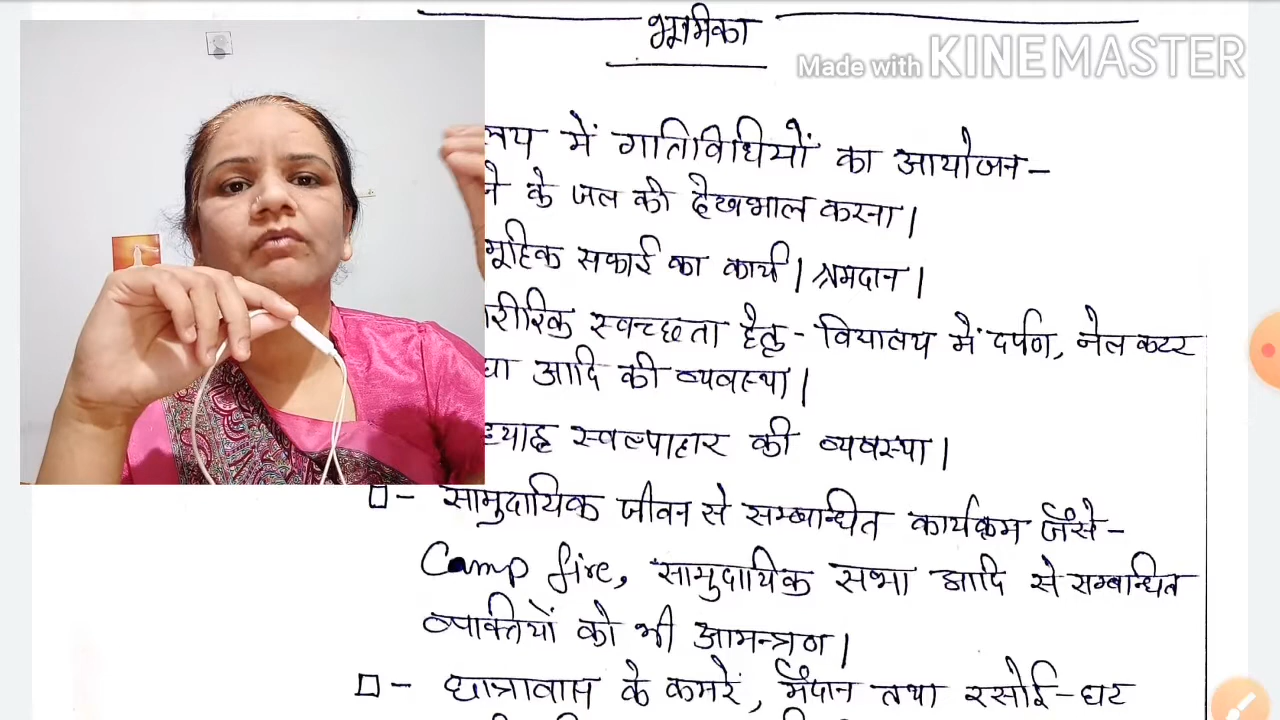 भूमिका
Made with KINEMASTER
लय में गतिविधियों का आयोजन-
ने के जल की देखभाल करना।
मूहिक सफाई का कार्य। श्रमदान।
रीरिक स्वच्छता हेतु - विद्यालय में दर्पण, नेल कटर
घा आदि की व्यवस्था।
स्वल्पाहार की व्यवस्था।
□- सामुदायिक जीवन से सम्बन्धित कार्यक्रम जैसे-
Camp fire, सामुदायिक सभा आदि से सम्बन्धित
व्यक्तियों को भी आमन्त्रण।
□- छात्रावास के कमरें, मैदान तथा रसोई-घर